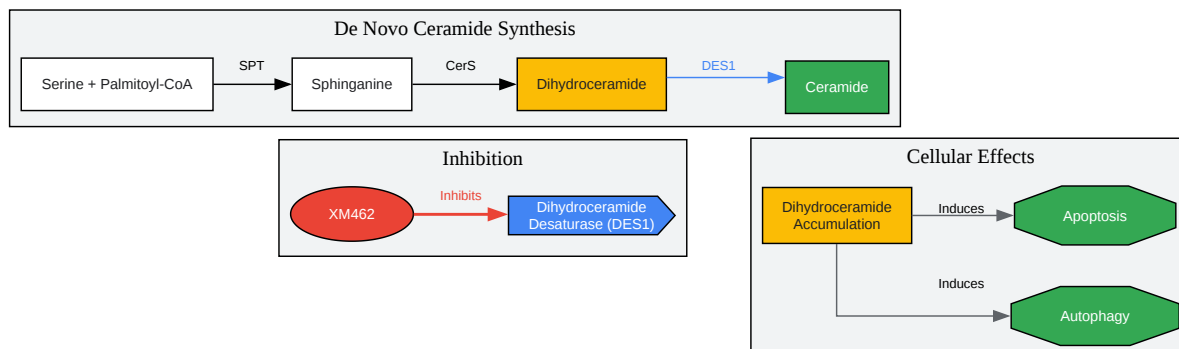 De Novo Ceramide Synthesis
SPT
CerS
DES1
Serine + Palmitoyl-CoA
Sphinganine
Dihydroceramide
Ceramide
Inhibition
XM462
Inhibits
Dihydroceramide
Desaturase (DES1)
Cellular Effects
Dihydroceramide
Accumulation
Induces
Apoptosis
Induces
Autophagy